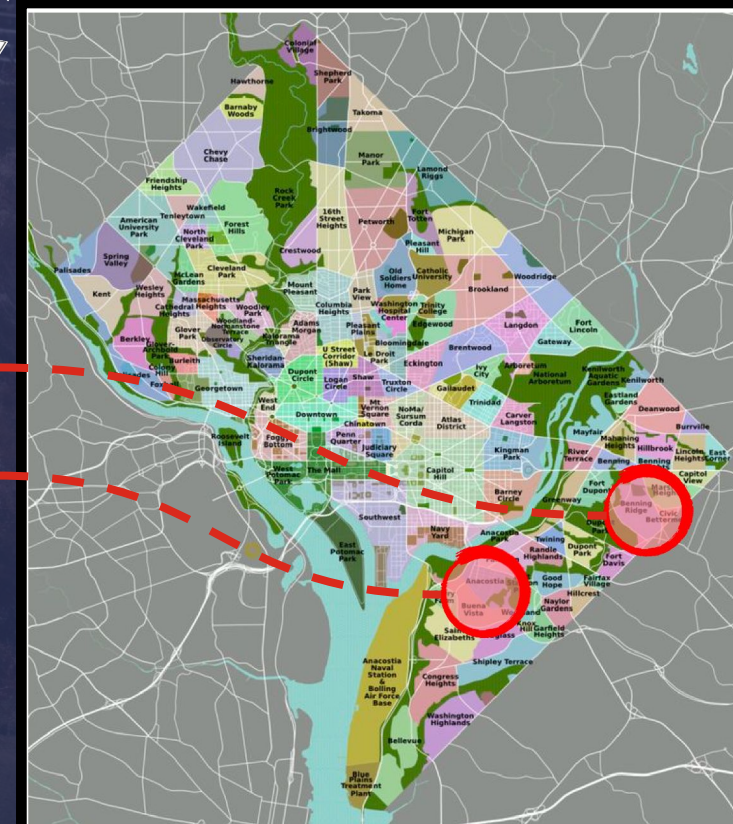 Colonial
Village
Shepherd
Park
Hawthorne
Barnaby
Woods
Takoma
Brightwood
Chevy
Chase
Manor
Park
Lamond
Riggs
Friendship
Heights
Rock
Creek
Park
Wakefield
Tenleytown
American
University
Park
Forest
Hills
North
Cleveland
Park
16th
Street
Heights
Petworth
Fort
Totten
Michigan
Park
Pleasant
Hill
Crestwood
Spring
Valley
Palisades
McLean
Gardens
Cleveland
Park
Old
Soldiers
Home
Catholic
University
Woodridge
Kent
Wesley
Heights
Mount
Pleasant
Park
View
Brookland
Massachusetts
Heights
Cathedral
Heights
Woodley
Park
Columbia
Heights
Washington
Hospital
Center
Trinity
College
Woodland-
Normanstone
Terrace
Glover
Park
Observatory
Circle
Kalorama
Triangle
Adams
Morgan
Pleasant
Plains
Edgewood
Langdon
Fort
Lincoln
Gateway
Berkley
Glover-
Archbold
Park
Bloomingdale
Brentwood
U Street
Corridor
(Shaw)
Le Droit
Park
Eckington
Colony
Hill
Burleith
Sheridan-
Kalorama
Ivy
City
Arboretum
National
Arboretum
Kenilworth
Aquatic
Gardens
Kenilworth
Foxhall
Georgetown
Dupont
Circle
Logan
Circle
Shaw
Truxton
Circle
Gallaudet
Eastland
Gardens
Deanwood
West
End
Downtown
Mt
Vernon
Square
NoMa/
Sursum
Corda
Trinidad
Carver
Langston
Burrville
Chinatown
Atlas
District
Mayfair
Mahaning
Heights
Hillbrook
Roosevelt
Island
Foggy
Bottom
Penn
Quarter
Judiciary
Square
Kingman
Park
River
Terrace
Benning
Benning
Lincoln
Heights
East
Corner
West
Potomac
Park
The Mall
Capitol
Hill
Capitol
View
Fort
Dupont
Barney
Circle
Greenway
Benning
Ridge
Civic
Southwest
Navy
Yard
Anacostia
Park
Twining
Randle
Highlands
Dupont
Park
Fort
Davis
East
Potomac
Park
Anacostia
Good
Hope
Fairfax
Village
Hillcrest
Buena
Vista
Naylor
Gardens
Garfield
Heights
Elizabeths
Shipley Terrace
Anacostia
Naval
Station
&
Bolling
Air Force
Base
Congress
Heights
Washington
Highlands
Bellevue
Blue
Plains
Treatment
Plant